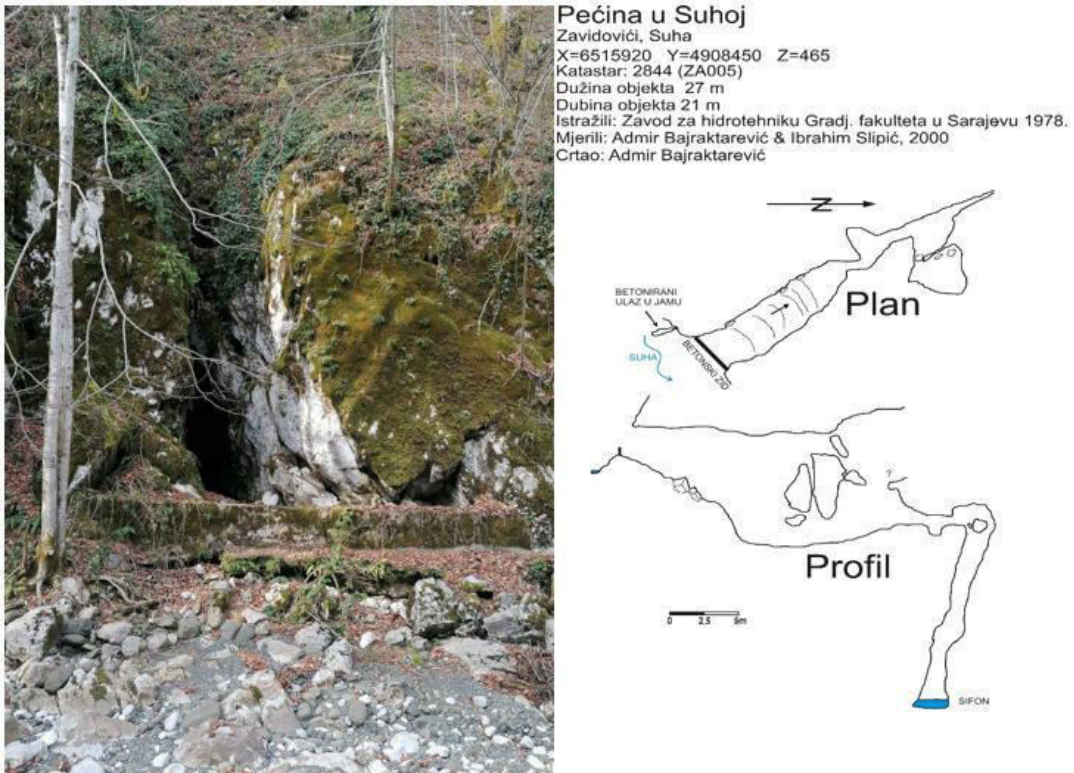 Pećina u Suhoj
Zavidovići, Suha
X=6515920 Y=4908450 Z=465
Katastar: 2844 (ZA005)
Dužina objekta 27 m
Dubina objekta 21 m
Istražili: Zavod za hidrotehniku Gradj. fakulteta u Sarajevu 1978.
Mjerili: Admir Bajraktarević & Ibrahim Slipić, 2000
Crtao: Admir Bajraktarević
N
Plan
BETONIRANI
ULAZ U JAMU
SUHA
BETONSKI ZID
?
Profil
0 2,5 5m
SIFON